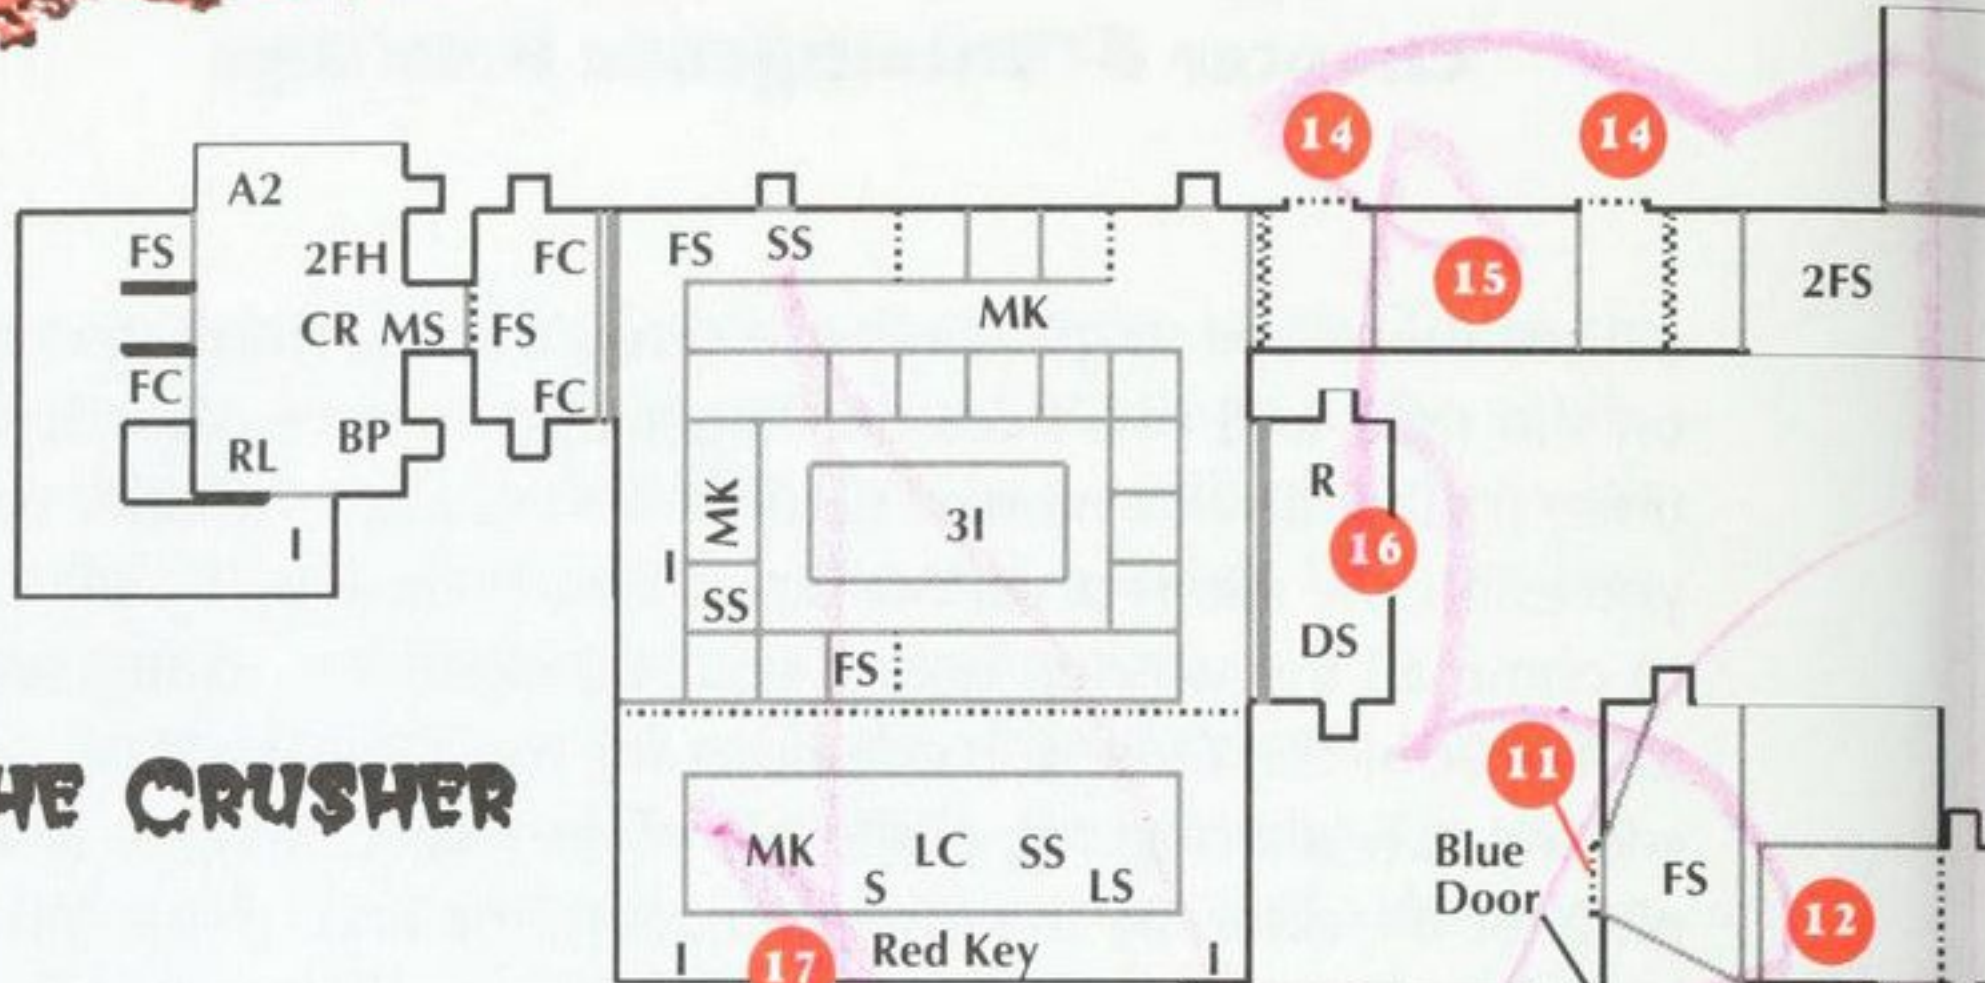 14
14
A2
FS
2FH
FC
FS
SS
15
2FS
CR
MS
FS
MK
FC
FC
RL
BP
R
MK
3I
16
I
I
SS
DS
FS
HE CRUSHER
11
MK
LC
SS
S
LS
Blue
Door
FS
12
I
17
Red Key
I